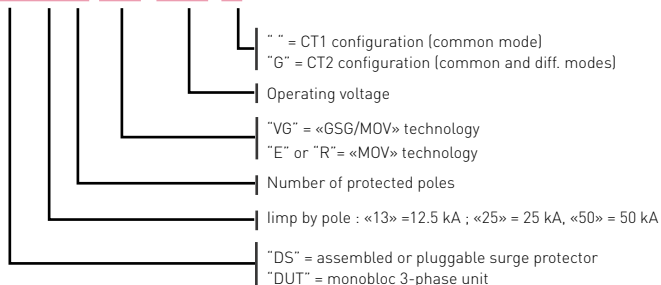 “ ” = CT1 configuration (common mode)
“G” = CT2 configuration (common and diff. modes)
Operating voltage
“VG” = «GSG/MOV» technology
“E” or “R”= «MOV» technology
Number of protected poles
Iimp by pole : «13» =12.5 kA ; «25» = 25 kA, «50» = 50 kA
“DS” = assembled or pluggable surge protector
“DUT” = monobloc 3-phase unit